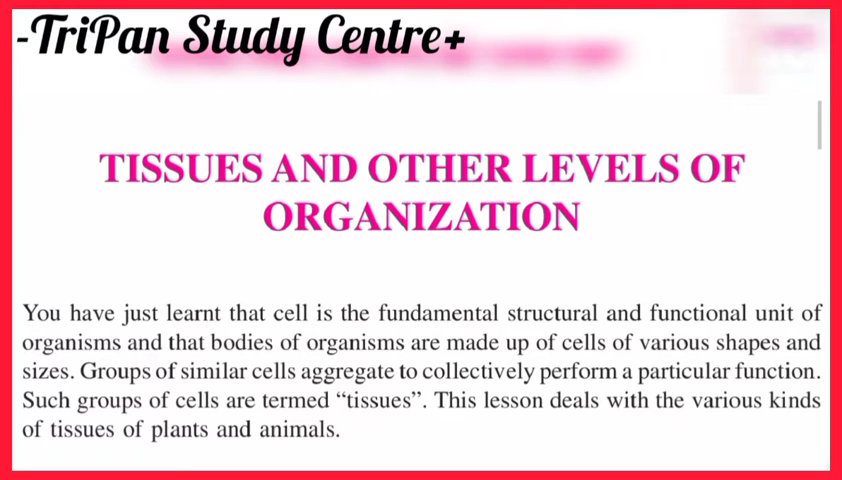 -TriPan Study Centre+
TISSUES AND OTHER LEVELS OF
ORGANIZATION
You have just learnt that cell is the fundamental structural and functional unit of
organisms and that bodies of organisms are made up of cells of various shapes and
sizes. Groups of similar cells aggregate to collectively perform a particular function.
Such groups of cells are termed “tissues”. This lesson deals with the various kinds
of tissues of plants and animals.